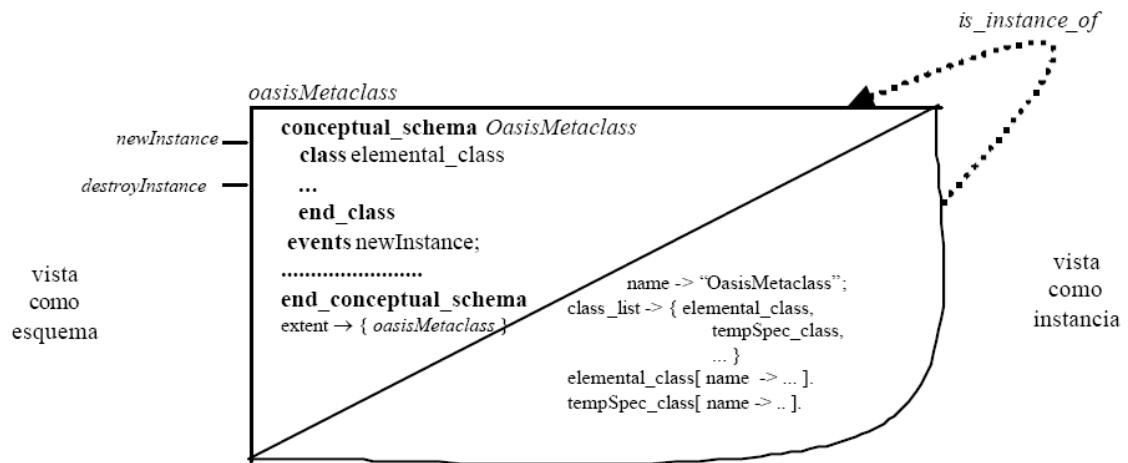 is_instance_of
oasisMetaclass
newInstance
destroyInstance
conceptual_schema OasisMetaclass
class elemental_class
...
end_class
events newInstance;
........................
end_conceptual_schema
extent → { oasisMetaclass }
vista
como
esquema
name -> “OasisMetaclass”;
class_list -> { elemental_class,
tempSpec_class,
... }
elemental_class[ name -> ... ].
tempSpec_class[ name -> .. ].
vista
como
instancia